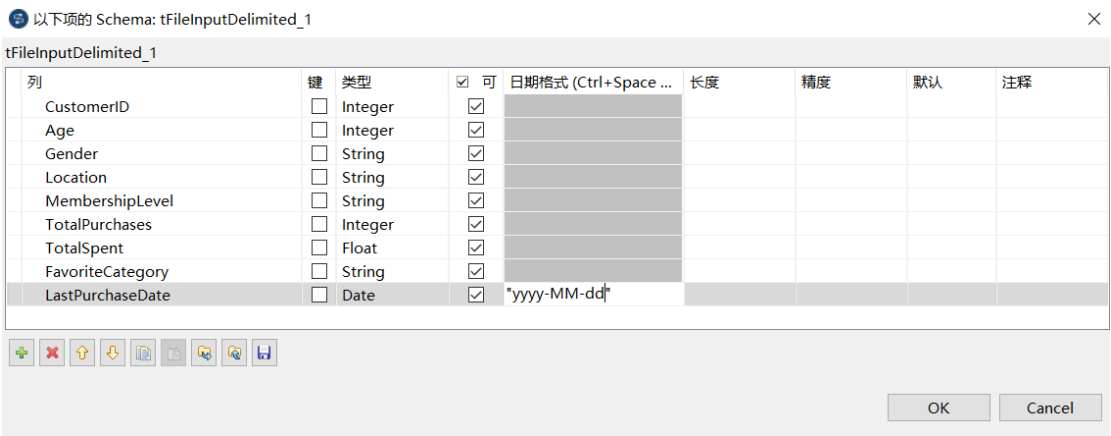 以下项的 Schema: tFileInputDelimited_1
tFileInputDelimited_1
列 键 类型 可 日期格式 (Ctrl+Space ... 长度 精度 默认 注释
CustomerID Integer
Age Integer
Gender String
Location String
MembershipLevel String
TotalPurchases Integer
TotalSpent Float
FavoriteCategory String
LastPurchaseDate Date "yyyy-MM-dd"
OK Cancel